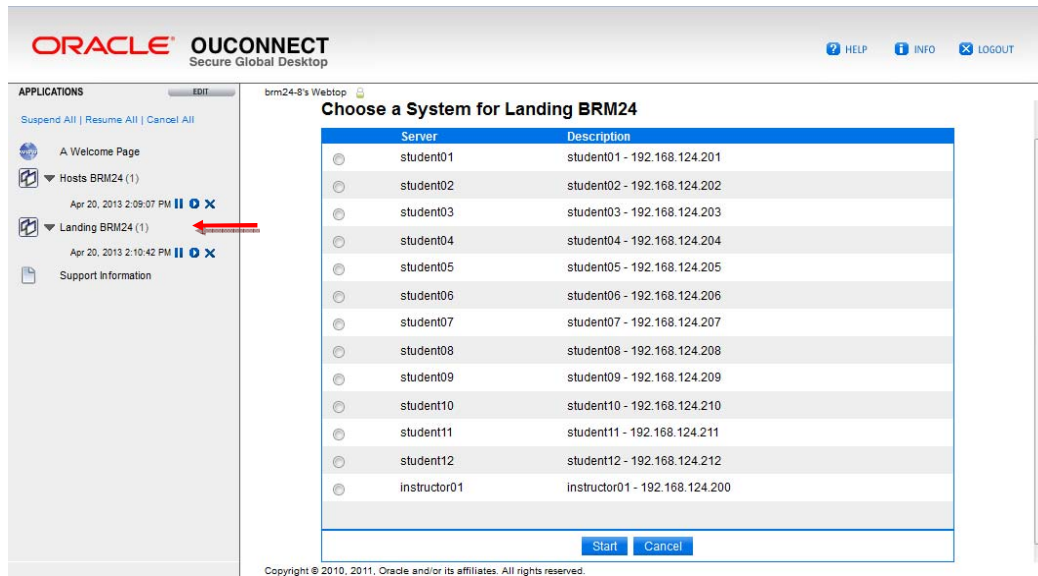 ORACLE OUCONNECT
Secure Global Desktop
HELP INFO LOGOUT
APPLICATIONS EDIT
Suspend All | Resume All | Cancel All
A Welcome Page
Hosts BRM24 (1)
Apr 20, 2013 2:09:07 PM
Landing BRM24 (1)
Apr 20, 2013 2:10:42 PM
Support Information
brm24-8's Webtop
Choose a System for Landing BRM24
Server Description
student01 student01 - 192.168.124.201
student02 student02 - 192.168.124.202
student03 student03 - 192.168.124.203
student04 student04 - 192.168.124.204
student05 student05 - 192.168.124.205
student06 student06 - 192.168.124.206
student07 student07 - 192.168.124.207
student08 student08 - 192.168.124.208
student09 student09 - 192.168.124.209
student10 student10 - 192.168.124.210
student11 student11 - 192.168.124.211
student12 student12 - 192.168.124.212
instructor01 instructor01 - 192.168.124.200
Start Cancel
Copyright © 2010, 2011, Oracle and/or its affiliates. All rights reserved.